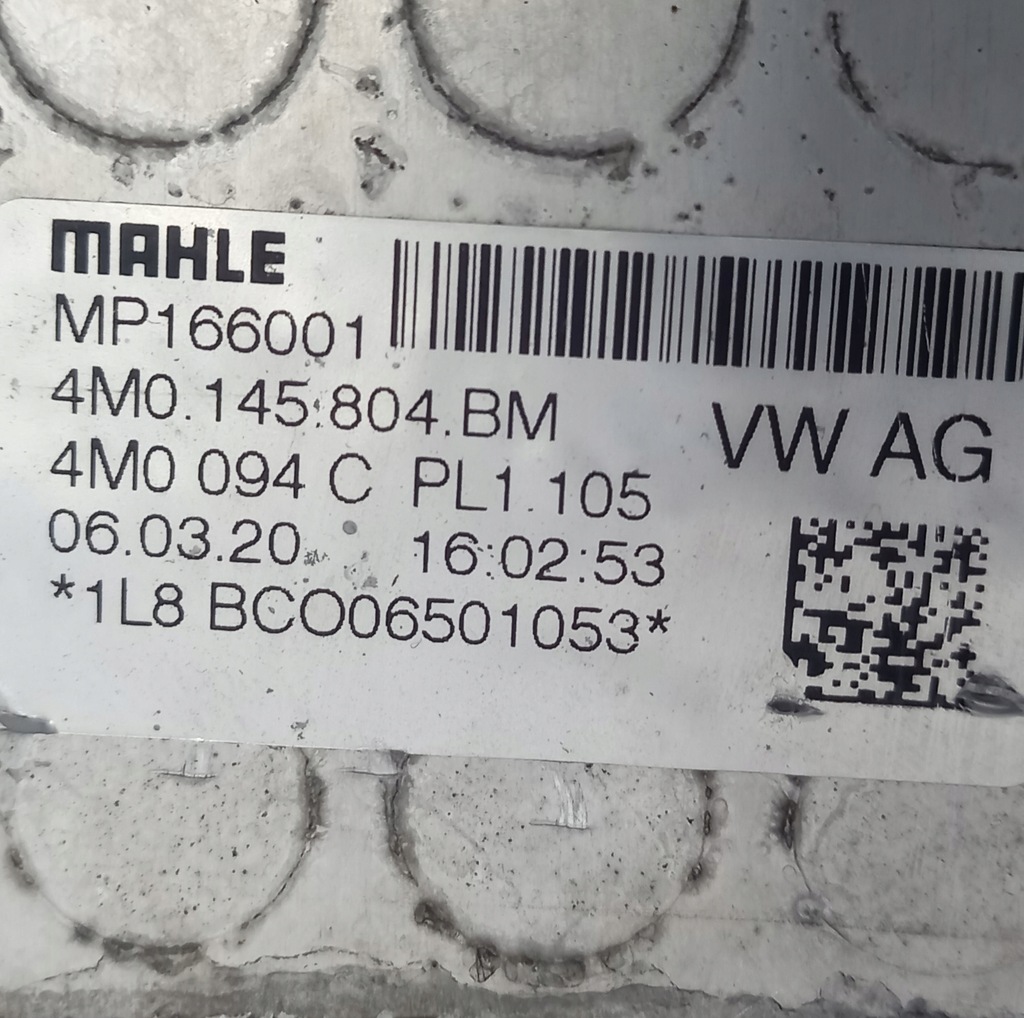 MAHLE
MP166001
4M0.145.804.BM
VW AG
4M0 094 C PL1.105
06.03.20 16:02:53
*1L8 BCO06501053*